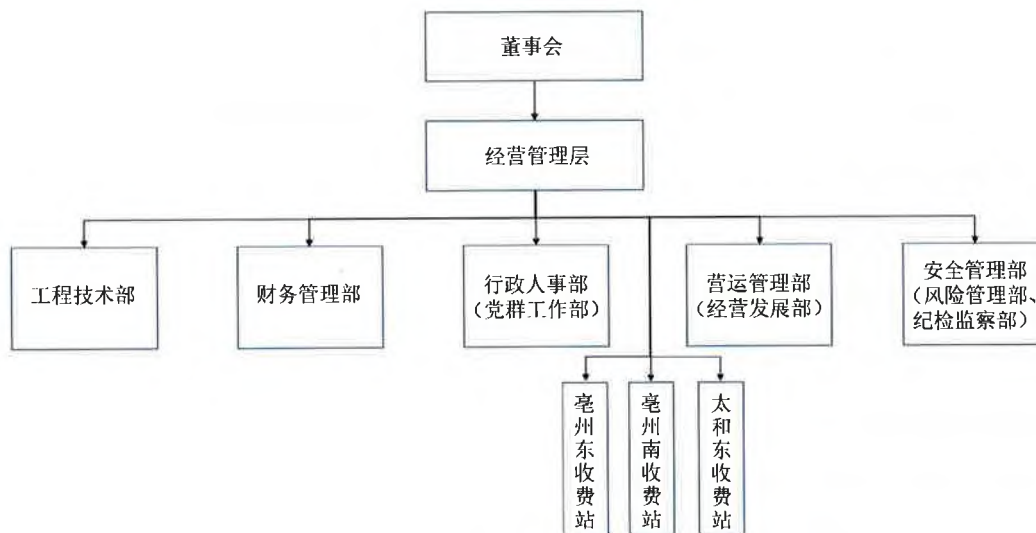 董事会
经营管理层
工程技术部
财务管理部
行政人事部
（党群工作部）
营运管理部
（经营发展部）
安全管理部
（风险管理部、
纪检监察部）
亳州东收费站
亳州南收费站
太和东收费站